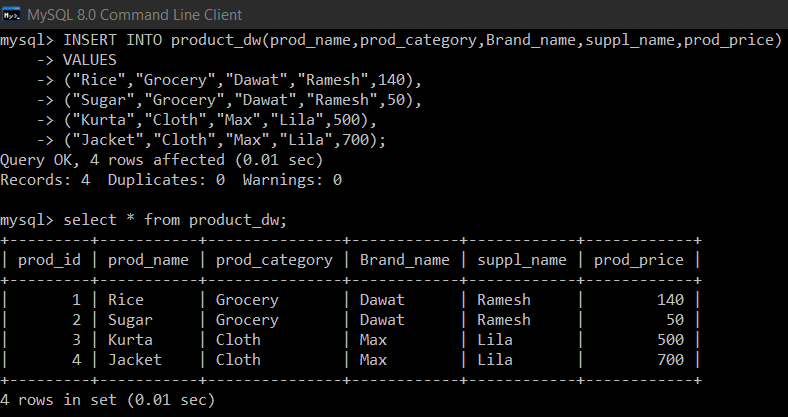 MySQL 8.0 Command Line Client
mysql> INSERT INTO product_dw(prod_name,prod_category,Brand_name,suppl_name,prod_price)
    -> VALUES
    -> ("Rice","Grocery","Dawat","Ramesh",140),
    -> ("Sugar","Grocery","Dawat","Ramesh",50),
    -> ("Kurta","Cloth","Max","Lila",500),
    -> ("Jacket","Cloth","Max","Lila",700);
Query OK, 4 rows affected (0.01 sec)
Records: 4  Duplicates: 0  Warnings: 0

mysql> select * from product_dw;
+---------+-----------+---------------+------------+------------+------------+
| prod_id | prod_name | prod_category | Brand_name | suppl_name | prod_price |
+---------+-----------+---------------+------------+------------+------------+
|       1 | Rice      | Grocery       | Dawat      | Ramesh     |        140 |
|       2 | Sugar     | Grocery       | Dawat      | Ramesh     |         50 |
|       3 | Kurta     | Cloth         | Max        | Lila       |        500 |
|       4 | Jacket    | Cloth         | Max        | Lila       |        700 |
+---------+-----------+---------------+------------+------------+------------+
4 rows in set (0.01 sec)